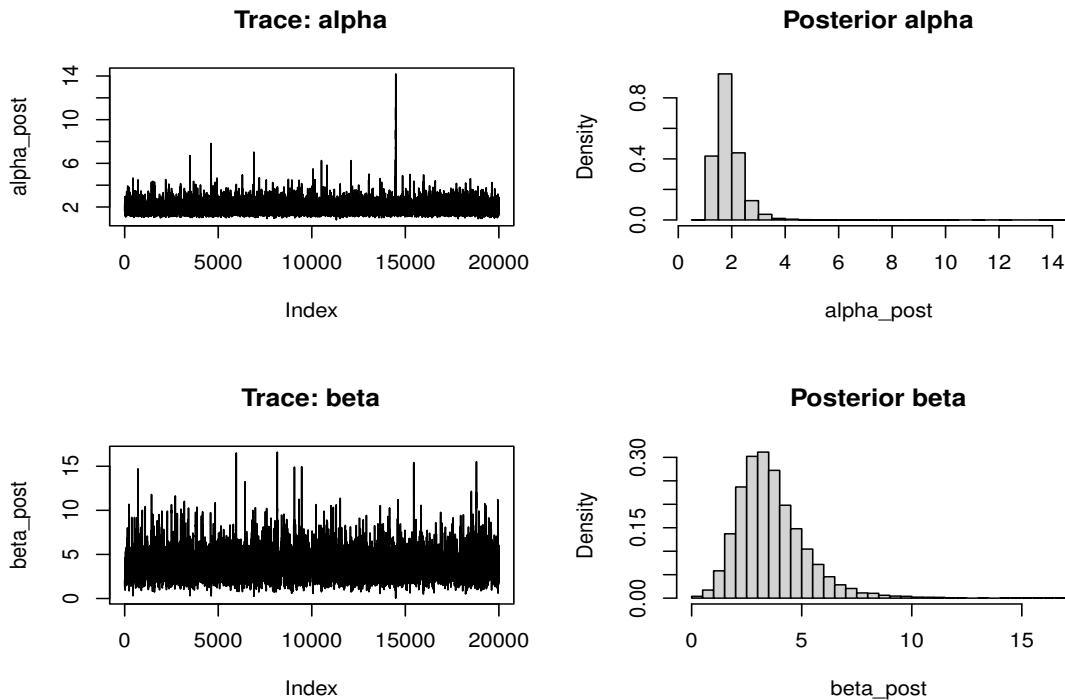 Trace: alpha
alpha_post
14
10
6
2
0 5000 10000 15000 20000
Index
Posterior alpha
Density
0.8
0.4
0.0
0 2 4 6 8 10 12 14
alpha_post
Trace: beta
beta_post
15
10
5
0
0 5000 10000 15000 20000
Index
Posterior beta
Density
0.30
0.15
0.00
0 5 10 15
beta_post